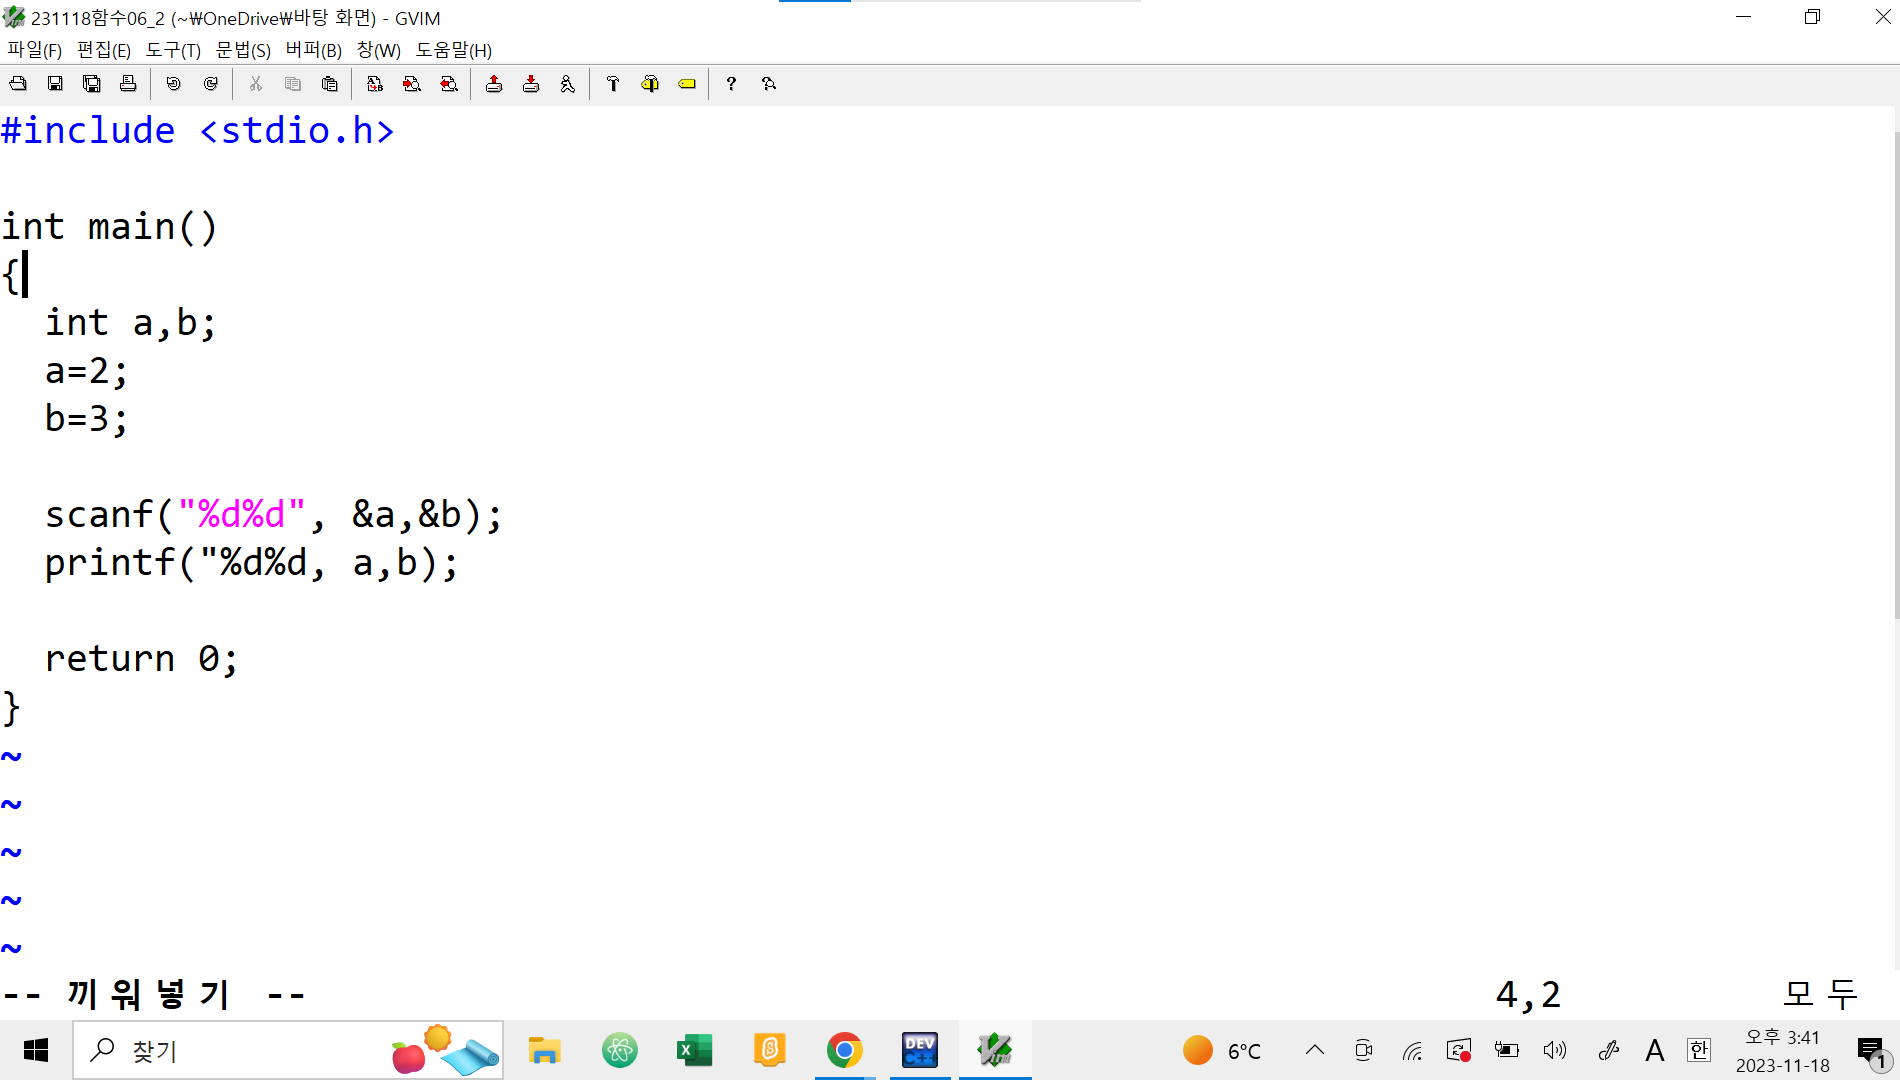 231118함수06_2 (~₩OneDrive₩바탕 화면) - GVIM
파일(F) 편집(E) 도구(T) 문법(S) 버퍼(B) 창(W) 도움말(H)
#include <stdio.h>
int main()
{
int a,b;
a=2;
b=3;
scanf("%d%d", &a,&b);
printf("%d%d, a,b);
return 0;
}
~
~
~
~
~
-- 끼워넣기 -- 4,2 모두
찾기
DEV C++
6°C
A
한
오후 3:41
2023-11-18
1